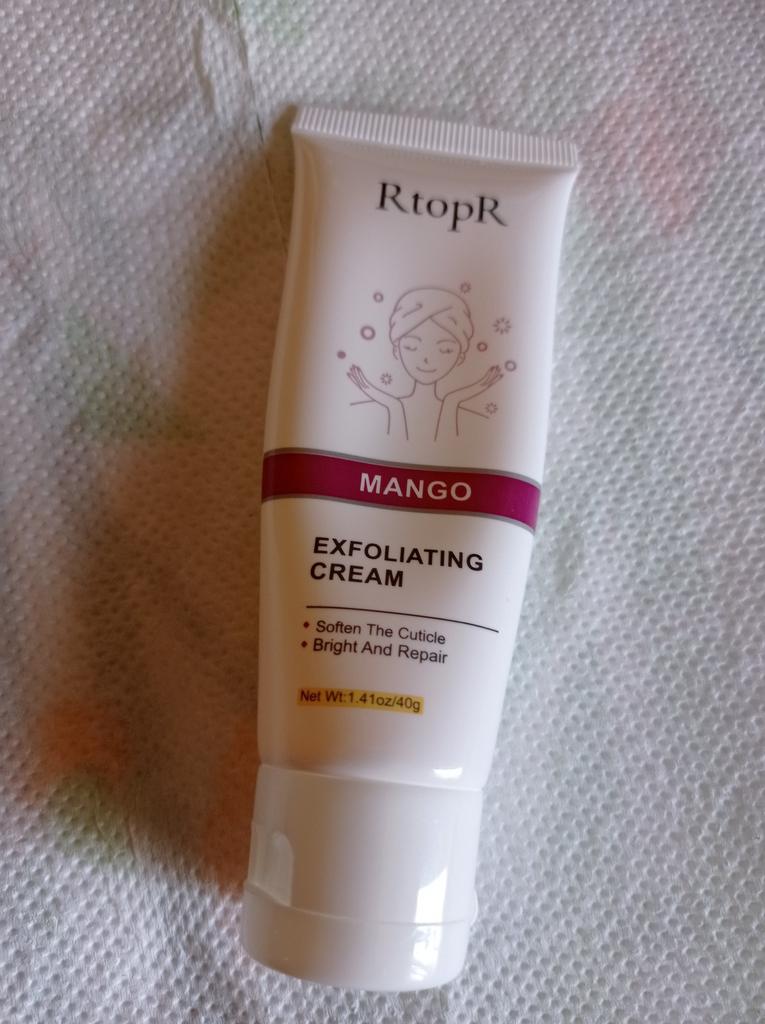 RtopR
MANGO
EXFOLIATING
CREAM
• Soften The Cuticle
• Bright And Repair
Net Wt:1.41oz/40g